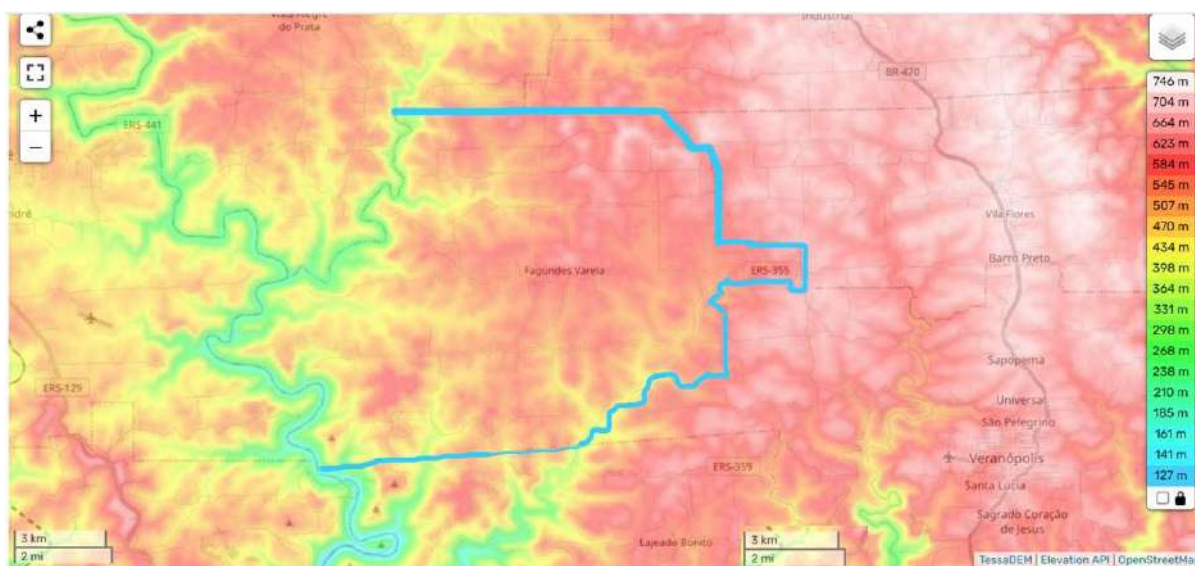 Vista Alegre
do Prata
Industrial
BR-470
ERS-441
Vila Flores
Barro Preto
Fagundes Varela
ERS-355
ERS-129
Sapopema
Universal
São Pelegrino
Veranópolis
ERS-359
Santa Lúcia
Sagrado Coração
de Jesus
Lajeado Bonito
+
−
746 m
704 m
664 m
623 m
584 m
545 m
507 m
470 m
434 m
398 m
364 m
331 m
298 m
268 m
238 m
210 m
185 m
161 m
141 m
127 m
3 km
2 mi
3 km
2 mi
TessaDEM | Elevation API | OpenStreetMa